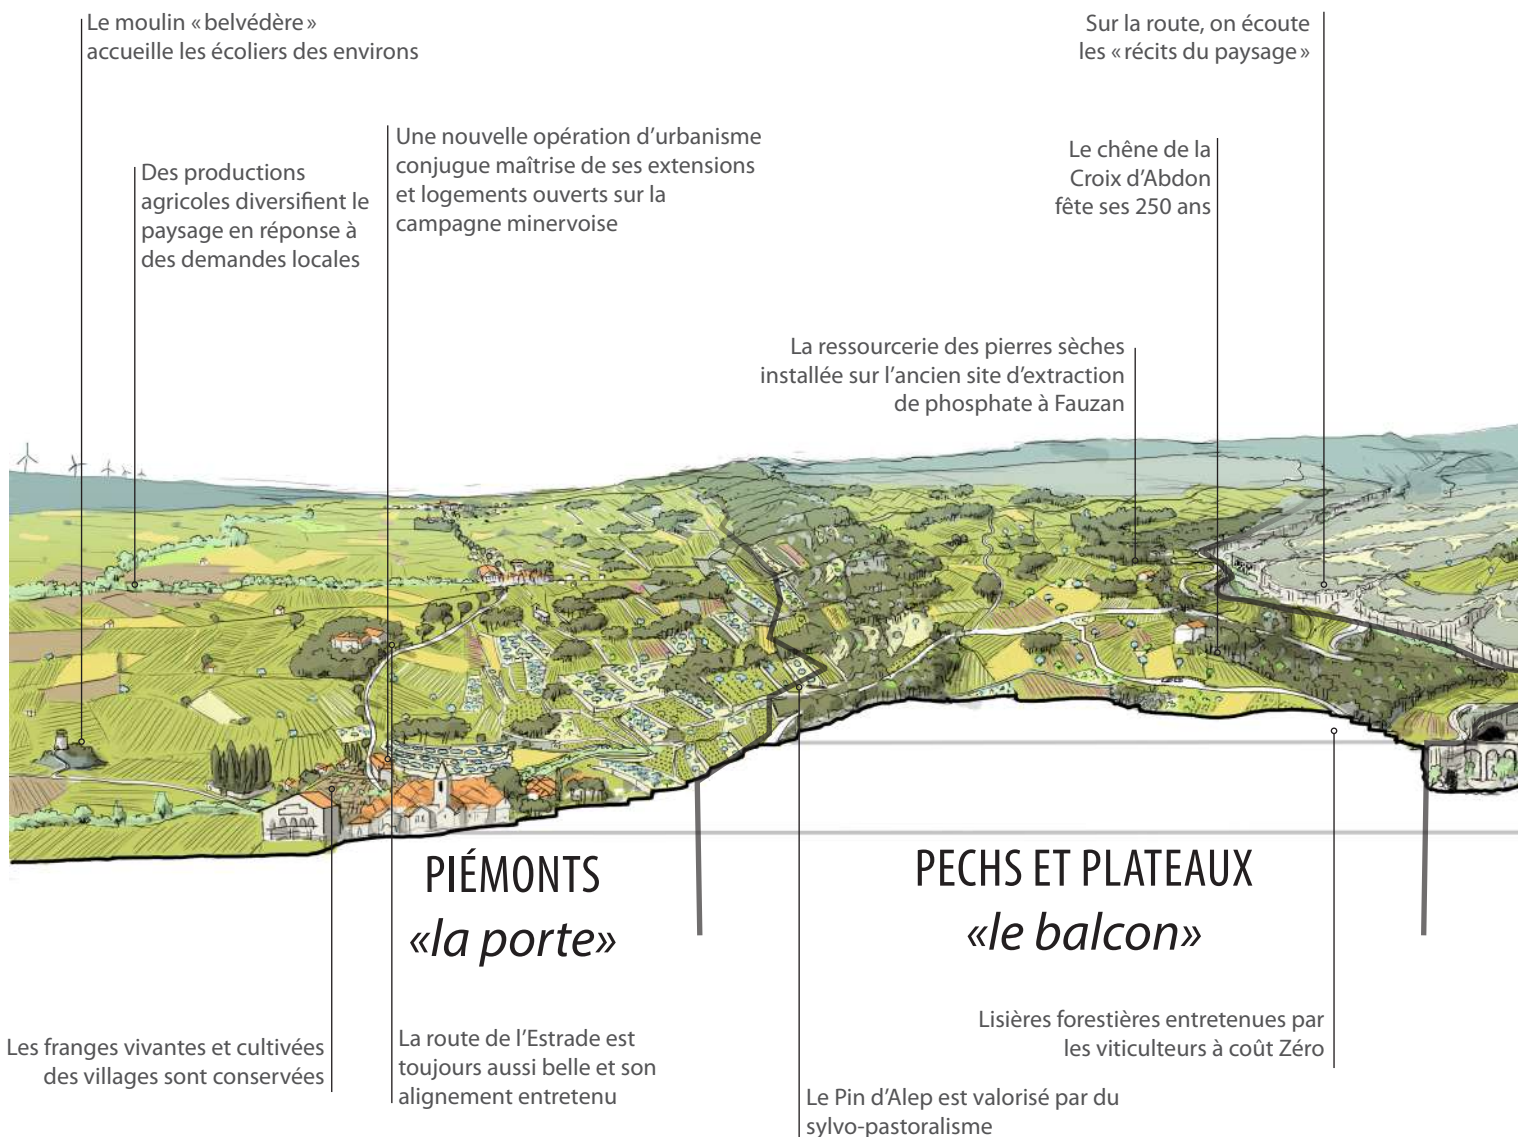 Le moulin «belvédère»
accueille les écoliers des environs
Sur la route, on écoute
les «récits du paysage»
Une nouvelle opération d'urbanisme
conjugue maîtrise de ses extensions
et logements ouverts sur la
campagne minervoise
Des productions
agricoles diversifient le
paysage en réponse à
des demandes locales
Le chêne de la
Croix d'Abdon
fête ses 250 ans
La ressourcerie des pierres sèches
installée sur l'ancien site d'extraction
de phosphate à Fauzan
PIÉMONTS
«la porte»
PECHS ET PLATEAUX
«le balcon»
Les franges vivantes et cultivées
des villages sont conservées
La route de l'Estrade est
toujours aussi belle et son
alignement entretenu
Lisières forestières entretenues par
les viticulteurs à coût Zéro
Le Pin d'Alep est valorisé par du
sylvo-pastoralisme